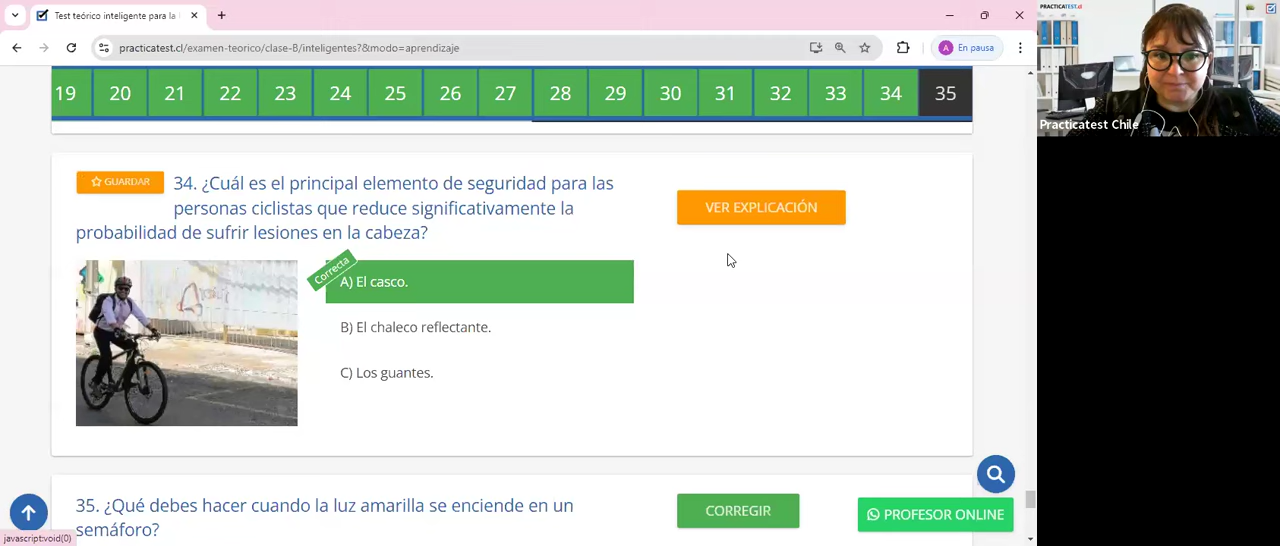 Test teórico inteligente para la
practicatest.cl/examen-teorico/clase-B/inteligentes?&modo=aprendizaje
A
En pausa
PRACTICATEST.cl
Practicatest Chile
19 20 21 22 23 24 25 26 27 28 29 30 31 32 33 34 35
GUARDAR
34. ¿Cuál es el principal elemento de seguridad para las
personas ciclistas que reduce significativamente la
probabilidad de sufrir lesiones en la cabeza?
VER EXPLICACIÓN
Correcta
A) El casco.
B) El chaleco reflectante.
C) Los guantes.
35. ¿Qué debes hacer cuando la luz amarilla se enciende en un
semáforo?
CORREGIR
PROFESOR ONLINE
javascript:void(0)